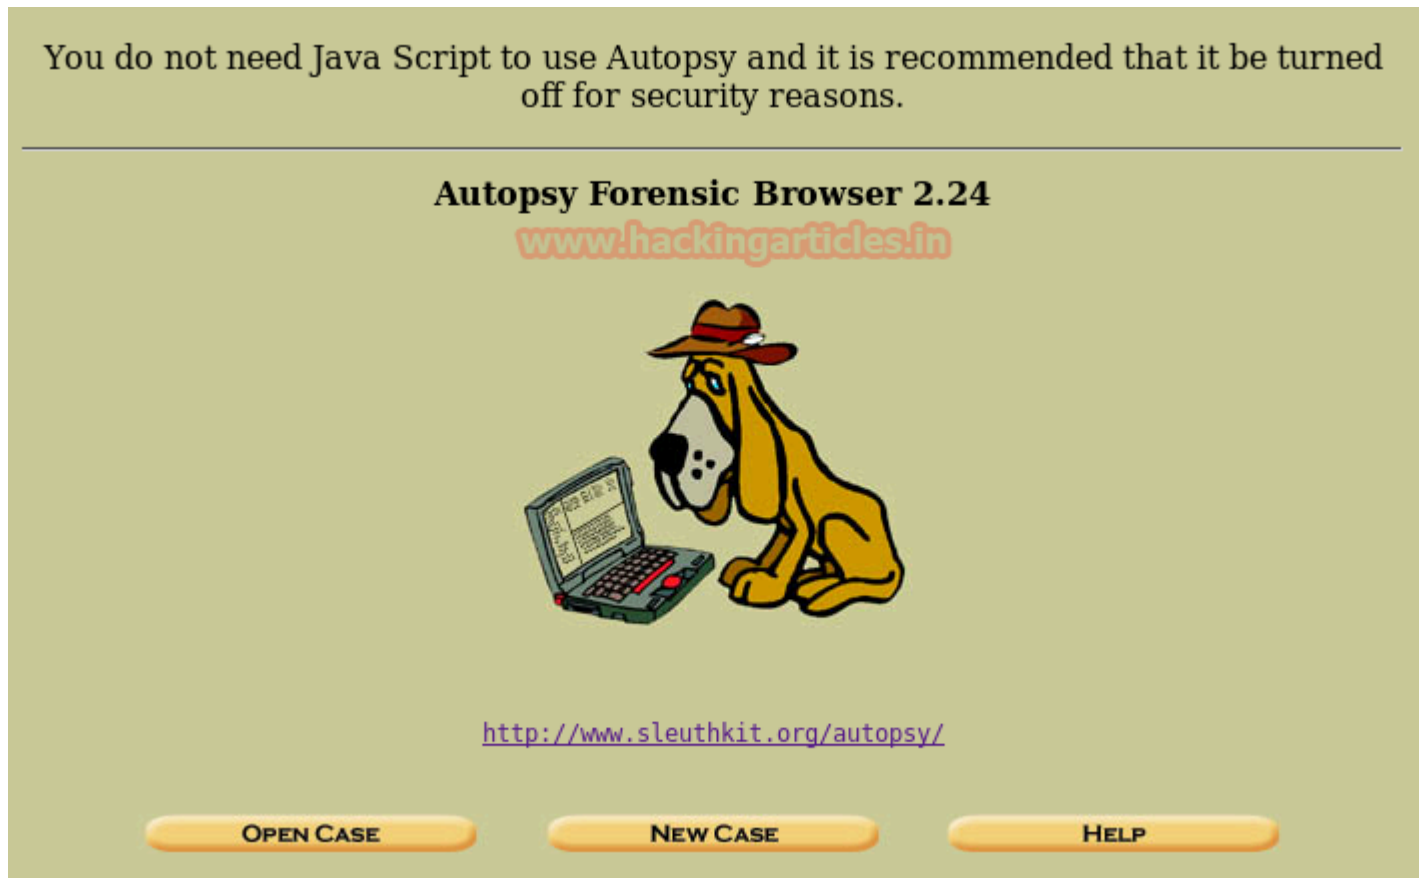 You do not need Java Script to use Autopsy and it is recommended that it be turned
off for security reasons.
Autopsy Forensic Browser 2.24
www.hackingarticles.in
http://www.sleuthkit.org/autopsy/
OPEN CASE
NEW CASE
HELP